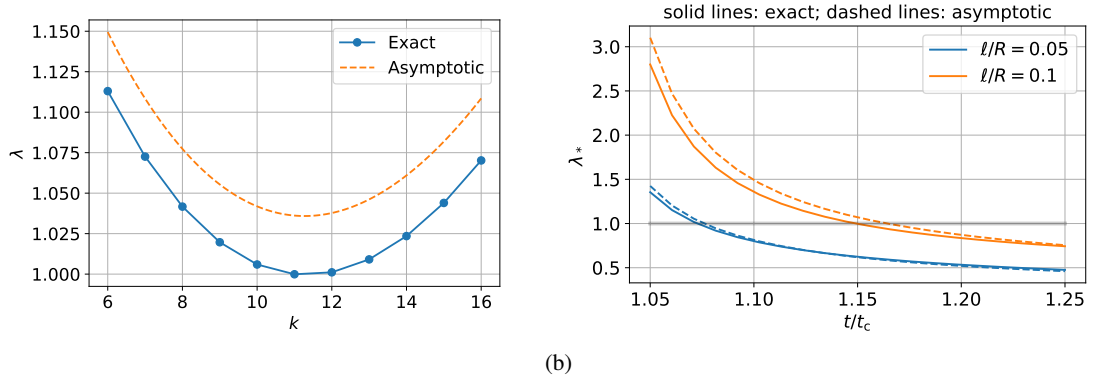 solid lines: exact; dashed lines: asymptotic
1.150
1.125
1.100
1.075
1.050
1.025
1.000
λ
6
8
10
12
14
16
k
Exact
Asymptotic
3.0
2.5
2.0
1.5
1.0
0.5
λ*
1.05
1.10
1.15
1.20
1.25
t/tc
ℓ/R = 0.05
ℓ/R = 0.1
(b)